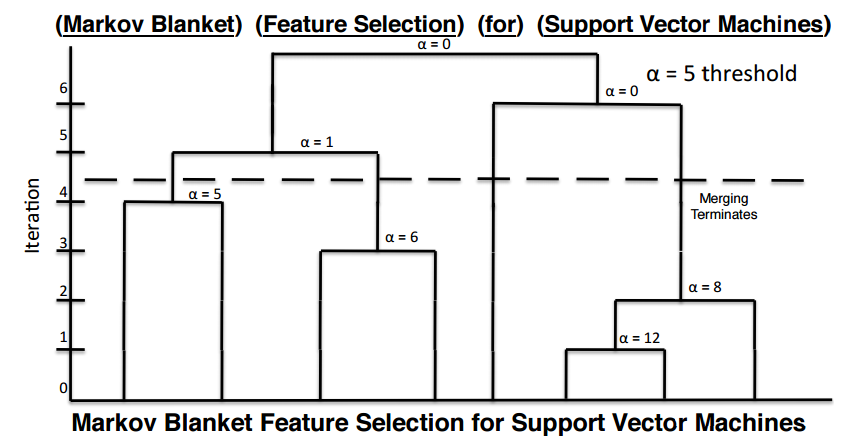 (Markov Blanket) (Feature Selection) (for) (Support Vector Machines)
α = 0
α = 5 threshold
6
α = 0
5
α = 1
4
α = 5
Merging
Terminates
Iteration
3
α = 6
2
α = 8
1
α = 12
0
Markov Blanket Feature Selection for Support Vector Machines